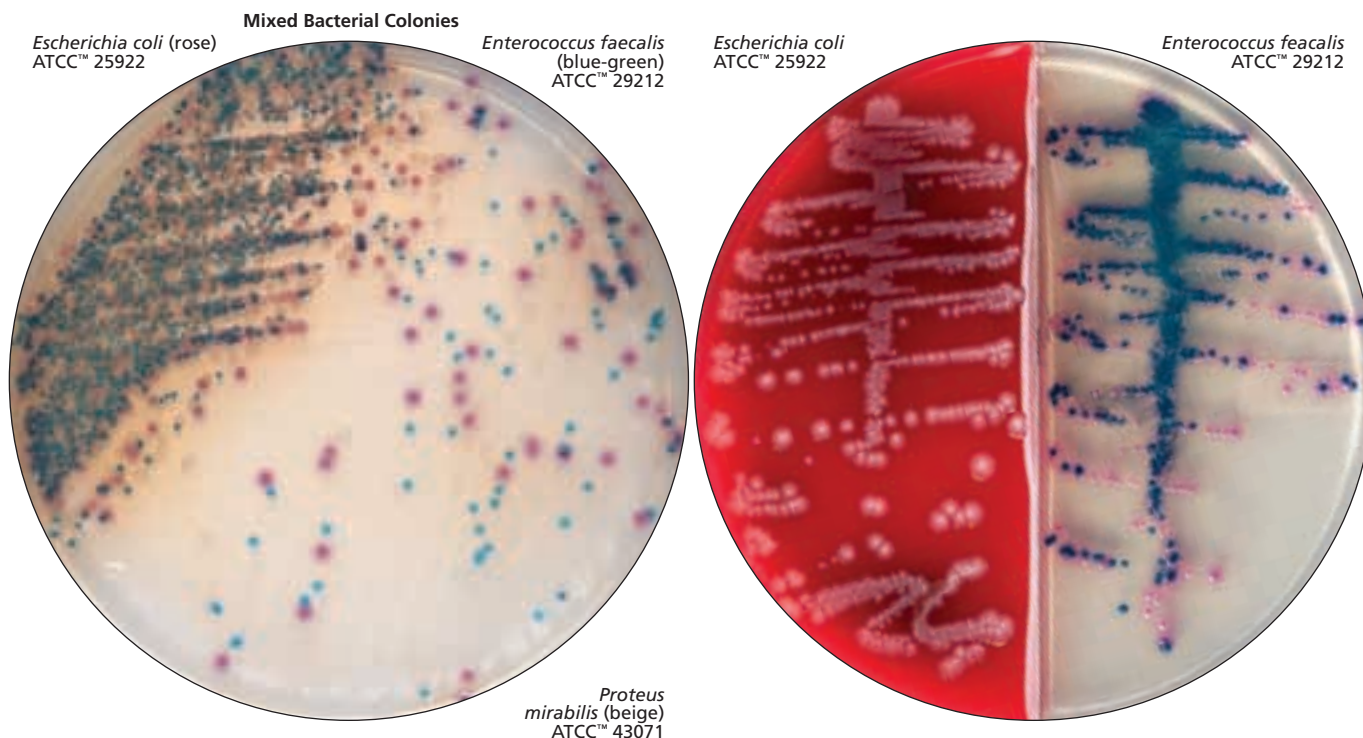 Mixed Bacterial Colonies
Escherichia coli (rose)
ATCC™ 25922
Enterococcus faecalis
(blue-green)
ATCC™ 29212
Proteus
mirabilis (beige)
ATCC™ 43071
Escherichia coli
ATCC™ 25922
Enterococcus feacalis
ATCC™ 29212